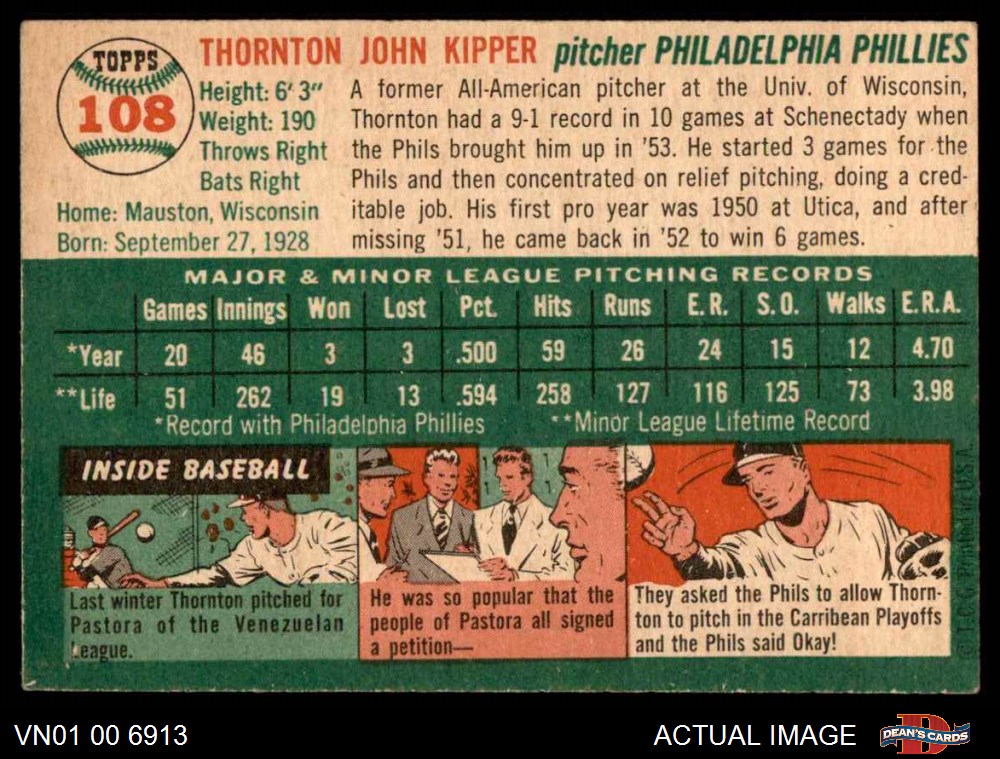 TOPPS
108
THORNTON JOHN KIPPER pitcher PHILADELPHIA PHILLIES
Height: 6' 3"
Weight: 190
Throws Right
Bats Right
Home: Mauston, Wisconsin
Born: September 27, 1928
A former All-American pitcher at the Univ. of Wisconsin,
Thornton had a 9-1 record in 10 games at Schenectady when
the Phils brought him up in '53. He started 3 games for the
Phils and then concentrated on relief pitching, doing a cred-
itable job. His first pro year was 1950 at Utica, and after
missing '51, he came back in '52 to win 6 games.
MAJOR & MINOR LEAGUE PITCHING RECORDS
Games Innings Won Lost Pct. Hits Runs E.R. S.O. Walks E.R.A.
*Year 20 46 3 3 .500 59 26 24 15 12 4.70
**Life 51 262 19 13 .594 258 127 116 125 73 3.98
*Record with Philadelphia Phillies **Minor League Lifetime Record
INSIDE BASEBALL
Last winter Thornton pitched for
Pastora of the Venezuelan
League.
He was so popular that the
people of Pastora all signed
a petition—
They asked the Phils to allow Thorn-
ton to pitch in the Carribean Playoffs
and the Phils said Okay!
© T.C.G. Printed in U.S.A.
VN01 00 6913
ACTUAL IMAGE
DEAN'S CARDS